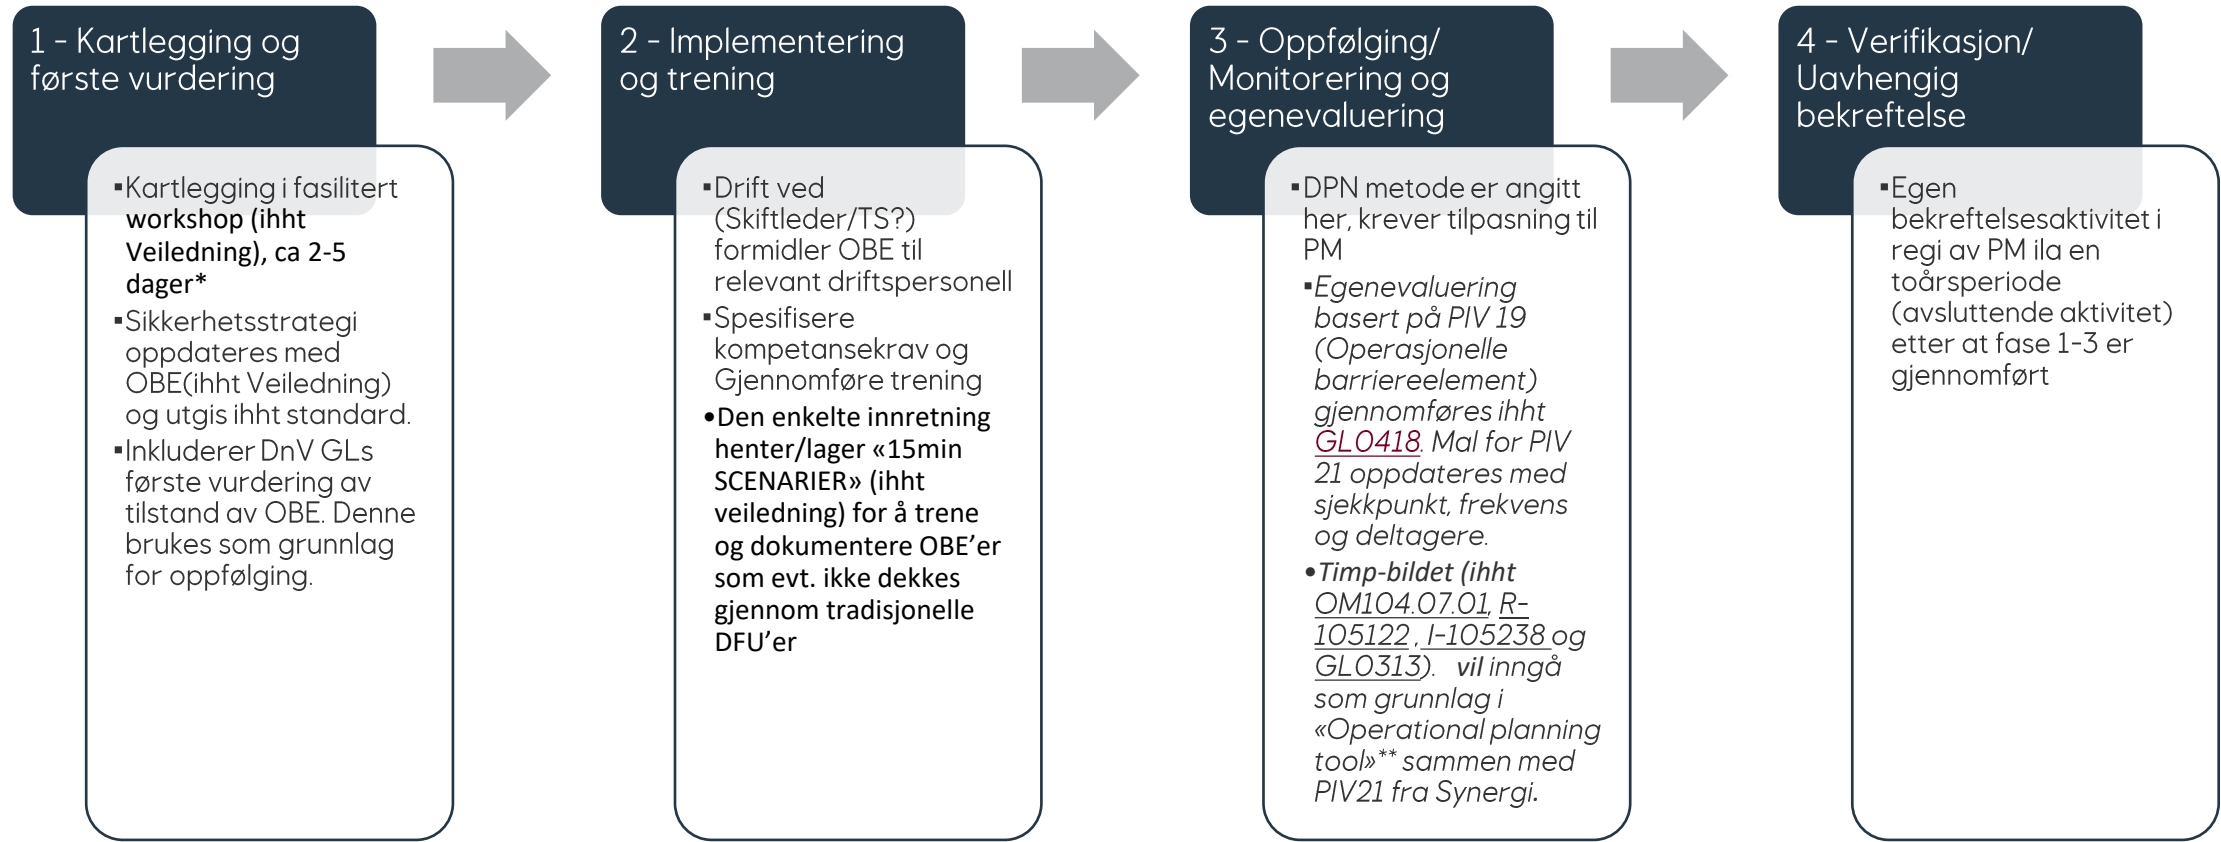 1 - Kartlegging og
første vurdering
▪Kartlegging i fasilitert
workshop (ihht
Veiledning), ca 2-5
dager*
▪Sikkerhetsstrategi
oppdateres med
OBE(ihht Veiledning)
og utgis ihht standard.
▪Inkluderer DnV GLs
første vurdering av
tilstand av OBE. Denne
brukes som grunnlag
for oppfølging.
2 - Implementering
og trening
▪Drift ved
(Skiftleder/TS?)
formidler OBE til
relevant driftspersonell
▪Spesifisere
kompetansekrav og
Gjennomføre trening
•Den enkelte innretning
henter/lager «15min
SCENARIER» (ihht
veiledning) for å trene
og dokumentere OBE’er
som evt. ikke dekkes
gjennom tradisjonelle
DFU’er
3 - Oppfølging/
Monitorering og
egenevaluering
▪DPN metode er angitt
her, krever tilpasning til
PM
▪Egenevaluering
basert på PIV 19
(Operasjonelle
barriereelement)
gjennomføres ihht
GL0418. Mal for PIV
21 oppdateres med
sjekkpunkt, frekvens
og deltagere.
•Timp-bildet (ihht
OM104.07.01, R-
105122 , I-105238 og
GL0313). vil inngå
som grunnlag i
«Operational planning
tool»** sammen med
PIV21 fra Synergi.
4 - Verifikasjon/
Uavhengig
bekreftelse
▪Egen
bekreftelsesaktivitet i
regi av PM ila en
toårsperiode
(avsluttende aktivitet)
etter at fase 1-3 er
gjennomført